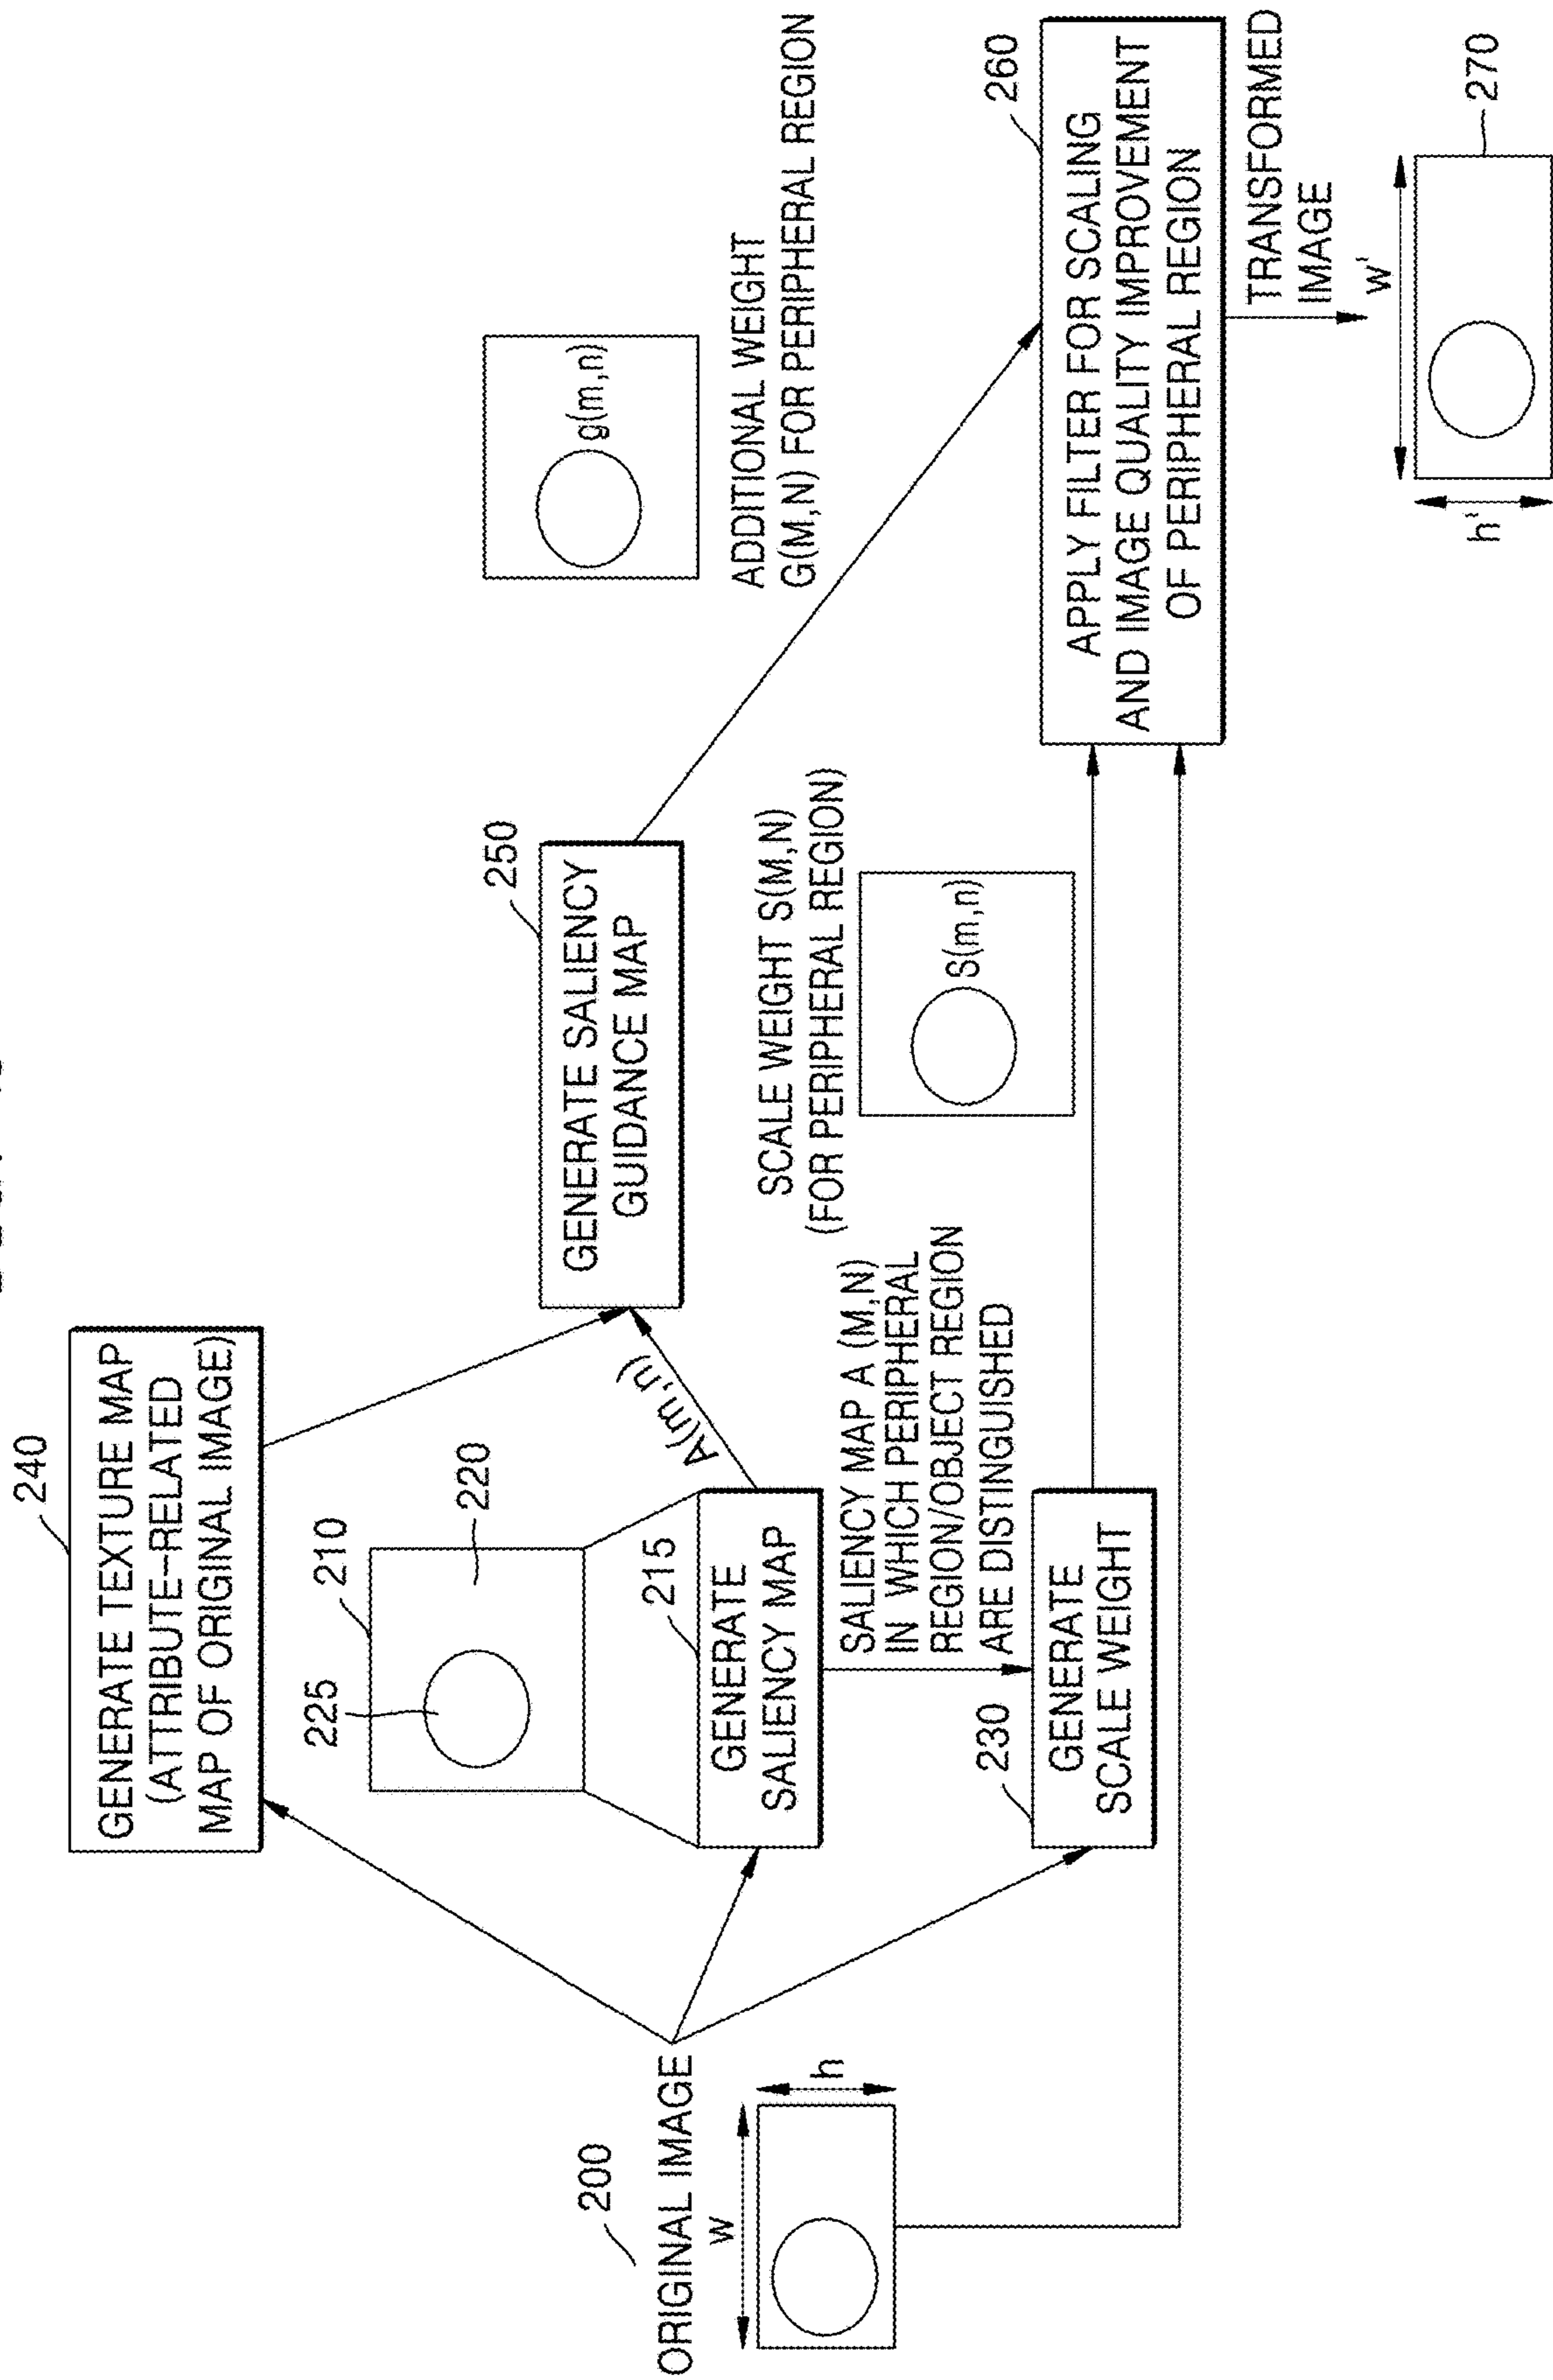 240
GENERATE TEXTURE MAP
(ATTRIBUTE-RELATED
MAP OF ORIGINAL IMAGE)
210
220
225
215
GENERATE
SALIENCY MAP
A(m,n)
250
GENERATE SALIENCY
GUIDANCE MAP
g(m,n)
ADDITIONAL WEIGHT
G(M,N) FOR PERIPHERAL REGION
200
ORIGINAL IMAGE
w
h
SALIENCY MAP A (M,N)
IN WHICH PERIPHERAL
REGION/OBJECT REGION
ARE DISTINGUISHED
230
GENERATE
SCALE WEIGHT
SCALE WEIGHT S(M,N)
(FOR PERIPHERAL REGION)
S(m,n)
260
APPLY FILTER FOR SCALING
AND IMAGE QUALITY IMPROVEMENT
OF PERIPHERAL REGION
TRANSFORMED
IMAGE
w'
h'
270